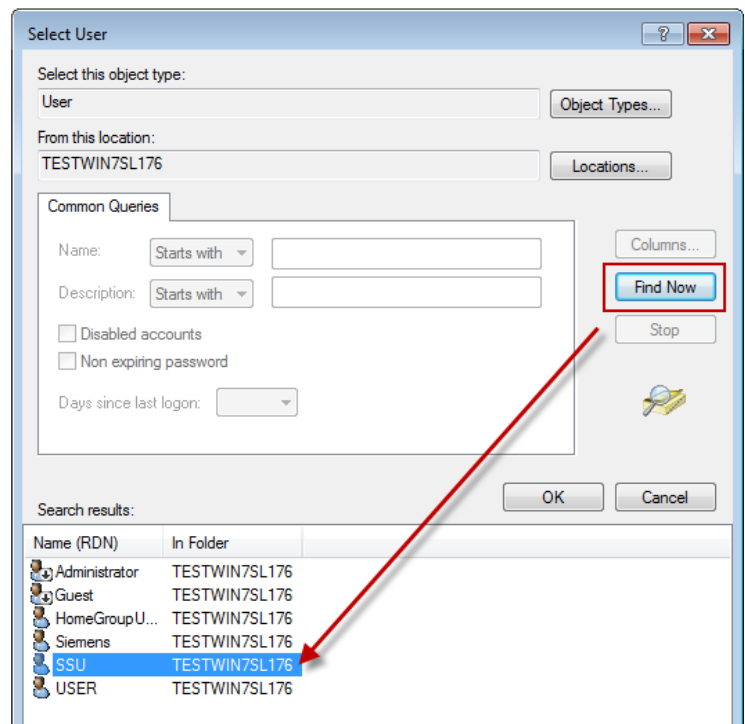 Select User
Select this object type:
User
Object Types...
From this location:
TESTWIN7SL176
Locations...
Common Queries
Name: Starts with
Columns...
Find Now
Description: Starts with
Stop
Disabled accounts
Non expiring password
Days since last logon:
OK Cancel
Search results:
Name (RDN) In Folder
Administrator TESTWIN7SL176
Guest TESTWIN7SL176
HomeGroupU... TESTWIN7SL176
Siemens TESTWIN7SL176
SSU TESTWIN7SL176
USER TESTWIN7SL176